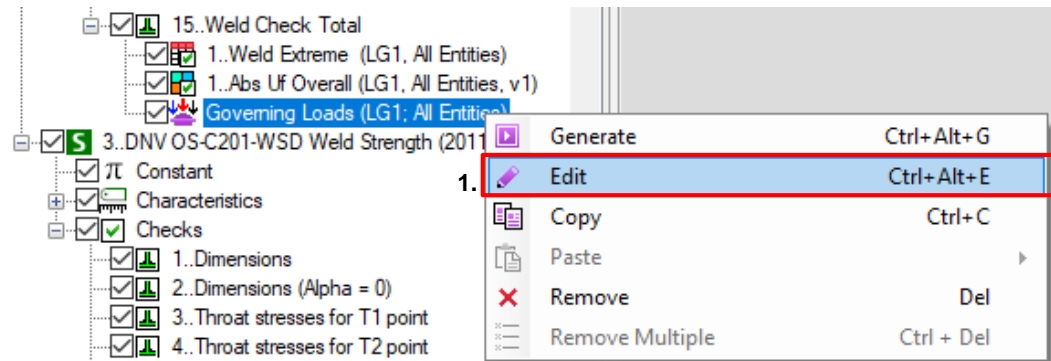 15..Weld Check Total
1..Weld Extreme (LG1, All Entities)
1..Abs Uf Overall (LG1, All Entities, v1)
Governing Loads (LG1; All Entities)
3..DNV OS-C201-WSD Weld Strength (2011
π Constant
Characteristics
Checks
1..Dimensions
2..Dimensions (Alpha = 0)
3..Throat stresses for T1 point
4..Throat stresses for T2 point
Generate Ctrl+Alt+G
1. Edit Ctrl+Alt+E
Copy Ctrl+C
Paste
Remove Del
Remove Multiple Ctrl + Del